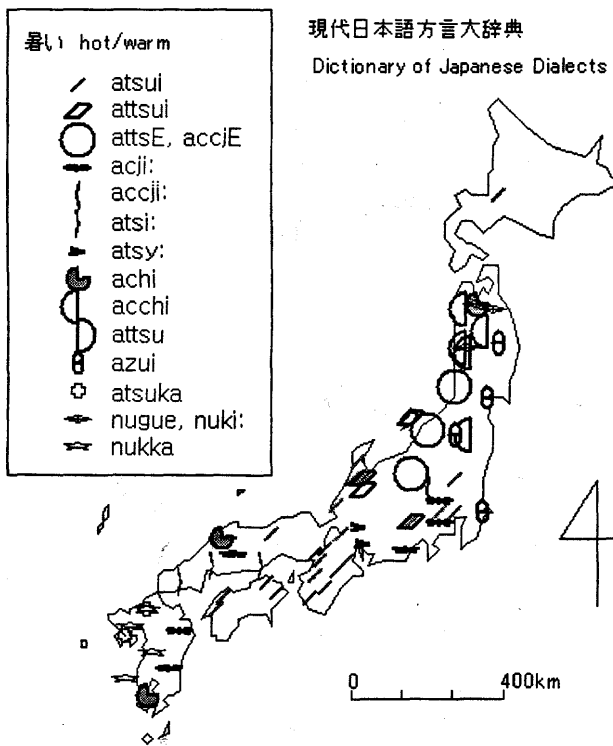 暑い hot/warm
atsui
attsui
attsE, accjE
acji:
accji:
atsi:
atsy:
achi
acchi
attsu
azui
atsuka
nugue, nuki:
nukka
現代日本語方言大辞典
Dictionary of Japanese Dialects
0 400km